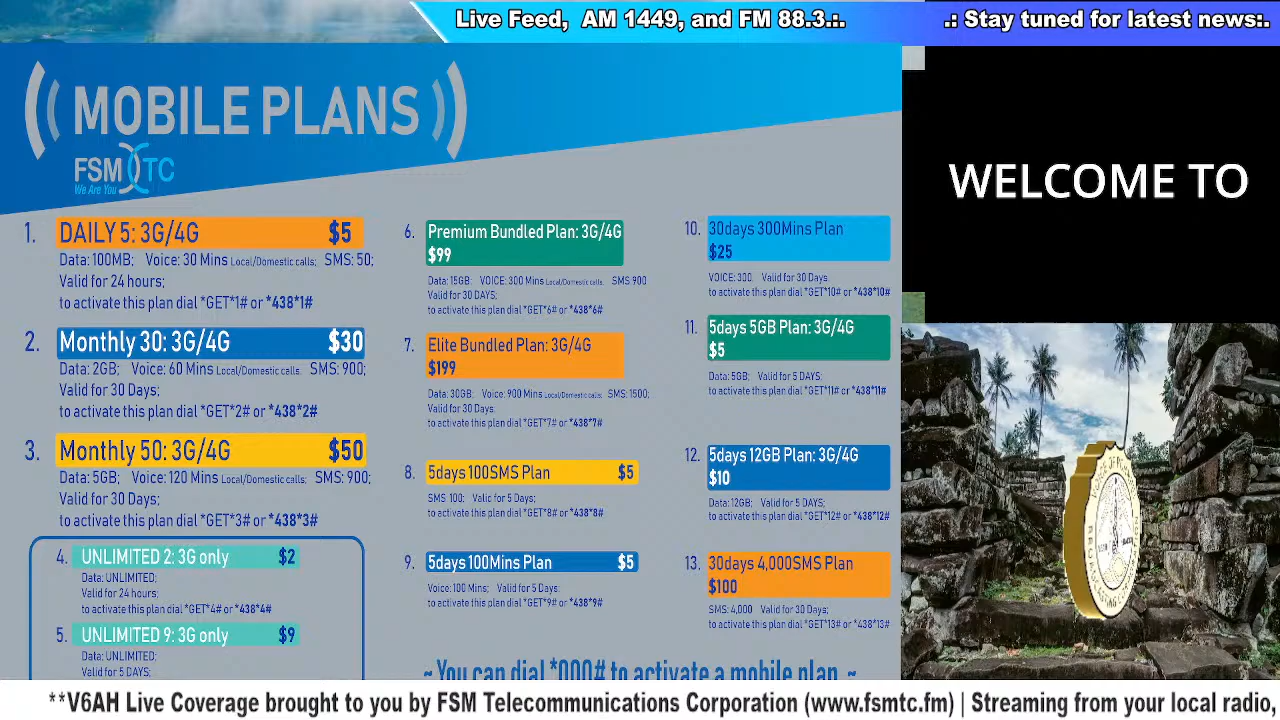 Live Feed, AM 1449, and FM 88.3.:.
.: Stay tuned for latest news:.
MOBILE PLANS
FSM TC
We Are You
1. DAILY 5: 3G/4G $5
Data: 100MB; Voice: 30 Mins Local/Domestic calls; SMS: 50;
Valid for 24 hours;
to activate this plan dial *GET*1# or *438*1#
2. Monthly 30: 3G/4G $30
Data: 2GB; Voice: 60 Mins Local/Domestic calls. SMS: 900;
Valid for 30 Days;
to activate this plan dial *GET*2# or *438*2#
3. Monthly 50: 3G/4G $50
Data: 5GB; Voice: 120 Mins Local/Domestic calls; SMS: 900;
Valid for 30 Days;
to activate this plan dial *GET*3# or *438*3#
4. UNLIMITED 2: 3G only $2
Data: UNLIMITED;
Valid for 24 hours;
to activate this plan dial *GET*4# or *438*4#
5. UNLIMITED 9: 3G only $9
Data: UNLIMITED;
Valid for 5 DAYS;
6. Premium Bundled Plan: 3G/4G
$99
Data: 15GB; VOICE: 300 Mins Local/Domestic calls; SMS 900
Valid for 30 DAYS;
to activate this plan dial *GET*6# or *438*6#
7. Elite Bundled Plan: 3G/4G
$199
Data: 30GB; Voice: 900 Mins Local/Domestic calls; SMS: 1500;
Valid for 30 Days;
to activate this plan dial *GET*7# or *438*7#
8. 5days 100SMS Plan $5
SMS 100; Valid for 5 Days;
to activate this plan dial *GET*8# or *438*8#
9. 5days 100Mins Plan $5
Voice: 100 Mins; Valid for 5 Days;
to activate this plan dial *GET*9# or *438*9#
10. 30days 300Mins Plan
$25
VOICE: 300 Valid for 30 Days;
to activate this plan dial *GET*10# or *438*10#
11. 5days 5GB Plan: 3G/4G
$5
Data: 5GB; Valid for 5 DAYS;
to activate this plan dial *GET*11# or *438*11#
12. 5days 12GB Plan: 3G/4G
$10
Data: 12GB; Valid for 5 DAYS;
to activate this plan dial *GET*12# or *438*12#
13. 30days 4,000SMS Plan
$100
SMS: 4,000 Valid for 30 Days;
to activate this plan dial *GET*13# or *438*13#
~ You can dial *000# to activate a mobile plan ~
WELCOME TO
**V6AH Live Coverage brought to you by FSM Telecommunications Corporation (www.fsmtc.fm) | Streaming from your local radio,